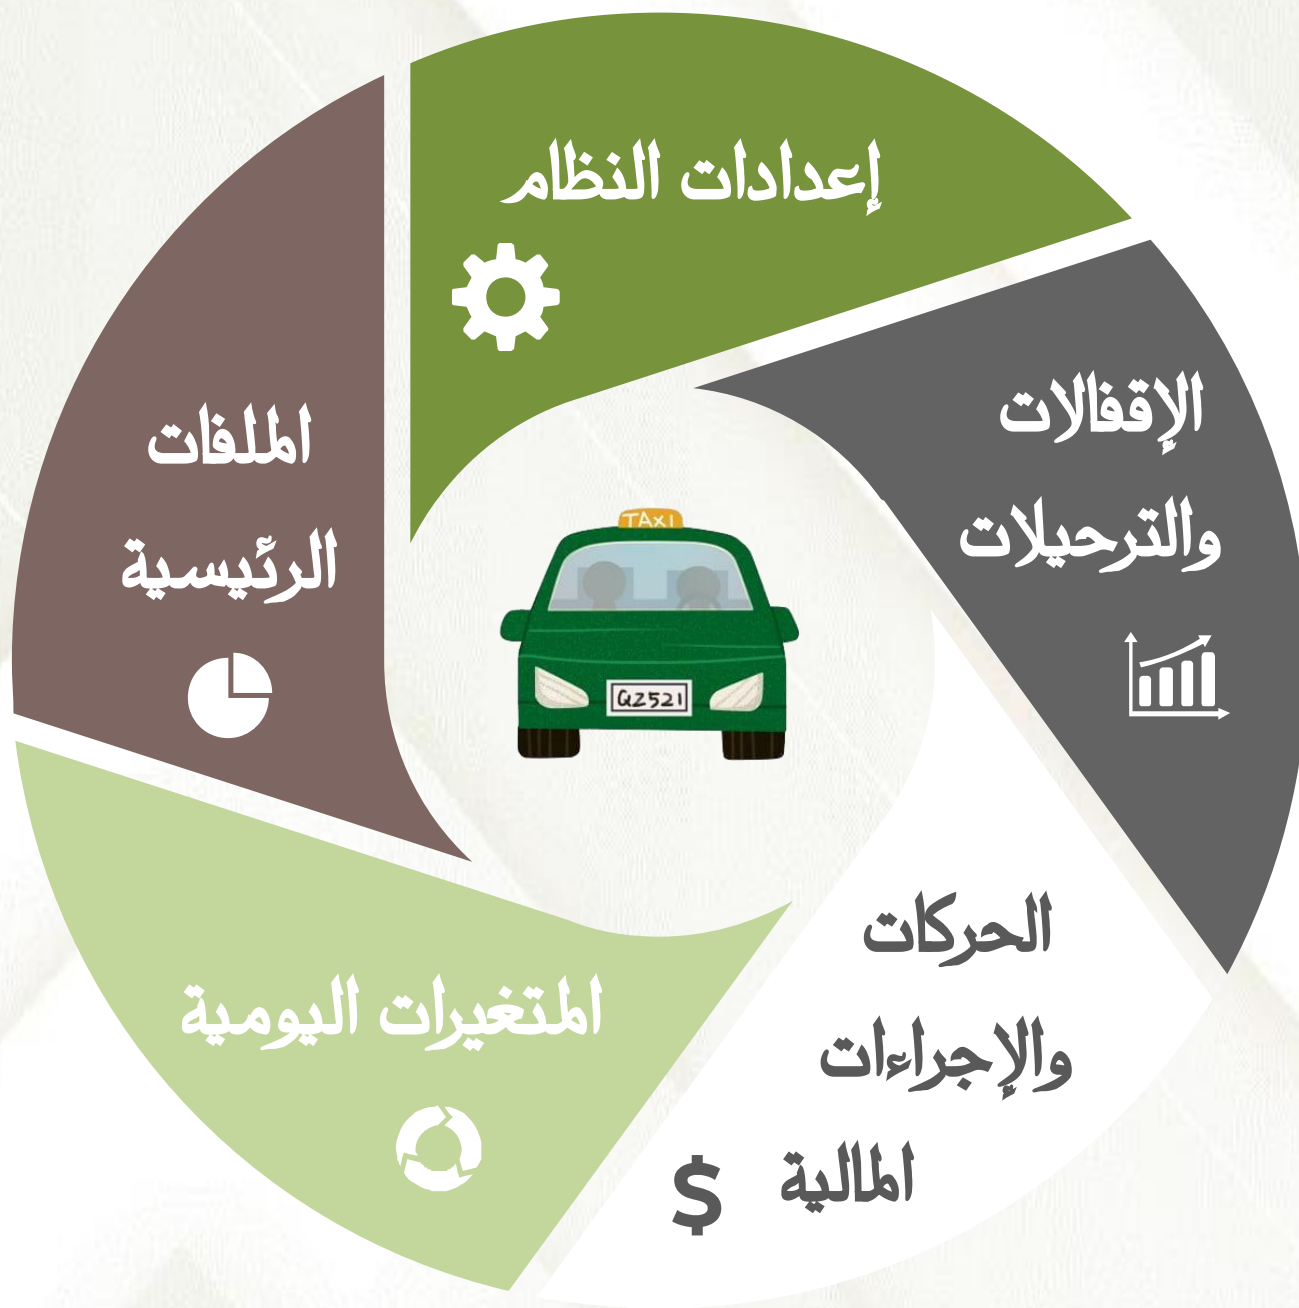 إعدادات النظام
الإقفالات
والترحيلات
الملفات
الرئيسية
TAXI
QZ521
الحركات
والإجراءات
المالية $
المتغيرات اليومية